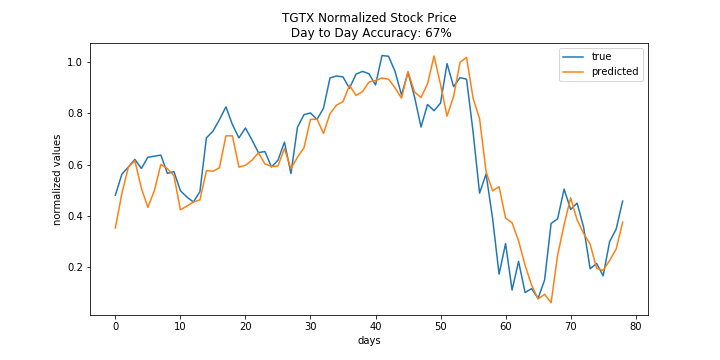 TGTX Normalized Stock Price
Day to Day Accuracy: 67%
true
predicted
normalized values
1.0
0.8
0.6
0.4
0.2
0 10 20 30 40 50 60 70 80
days